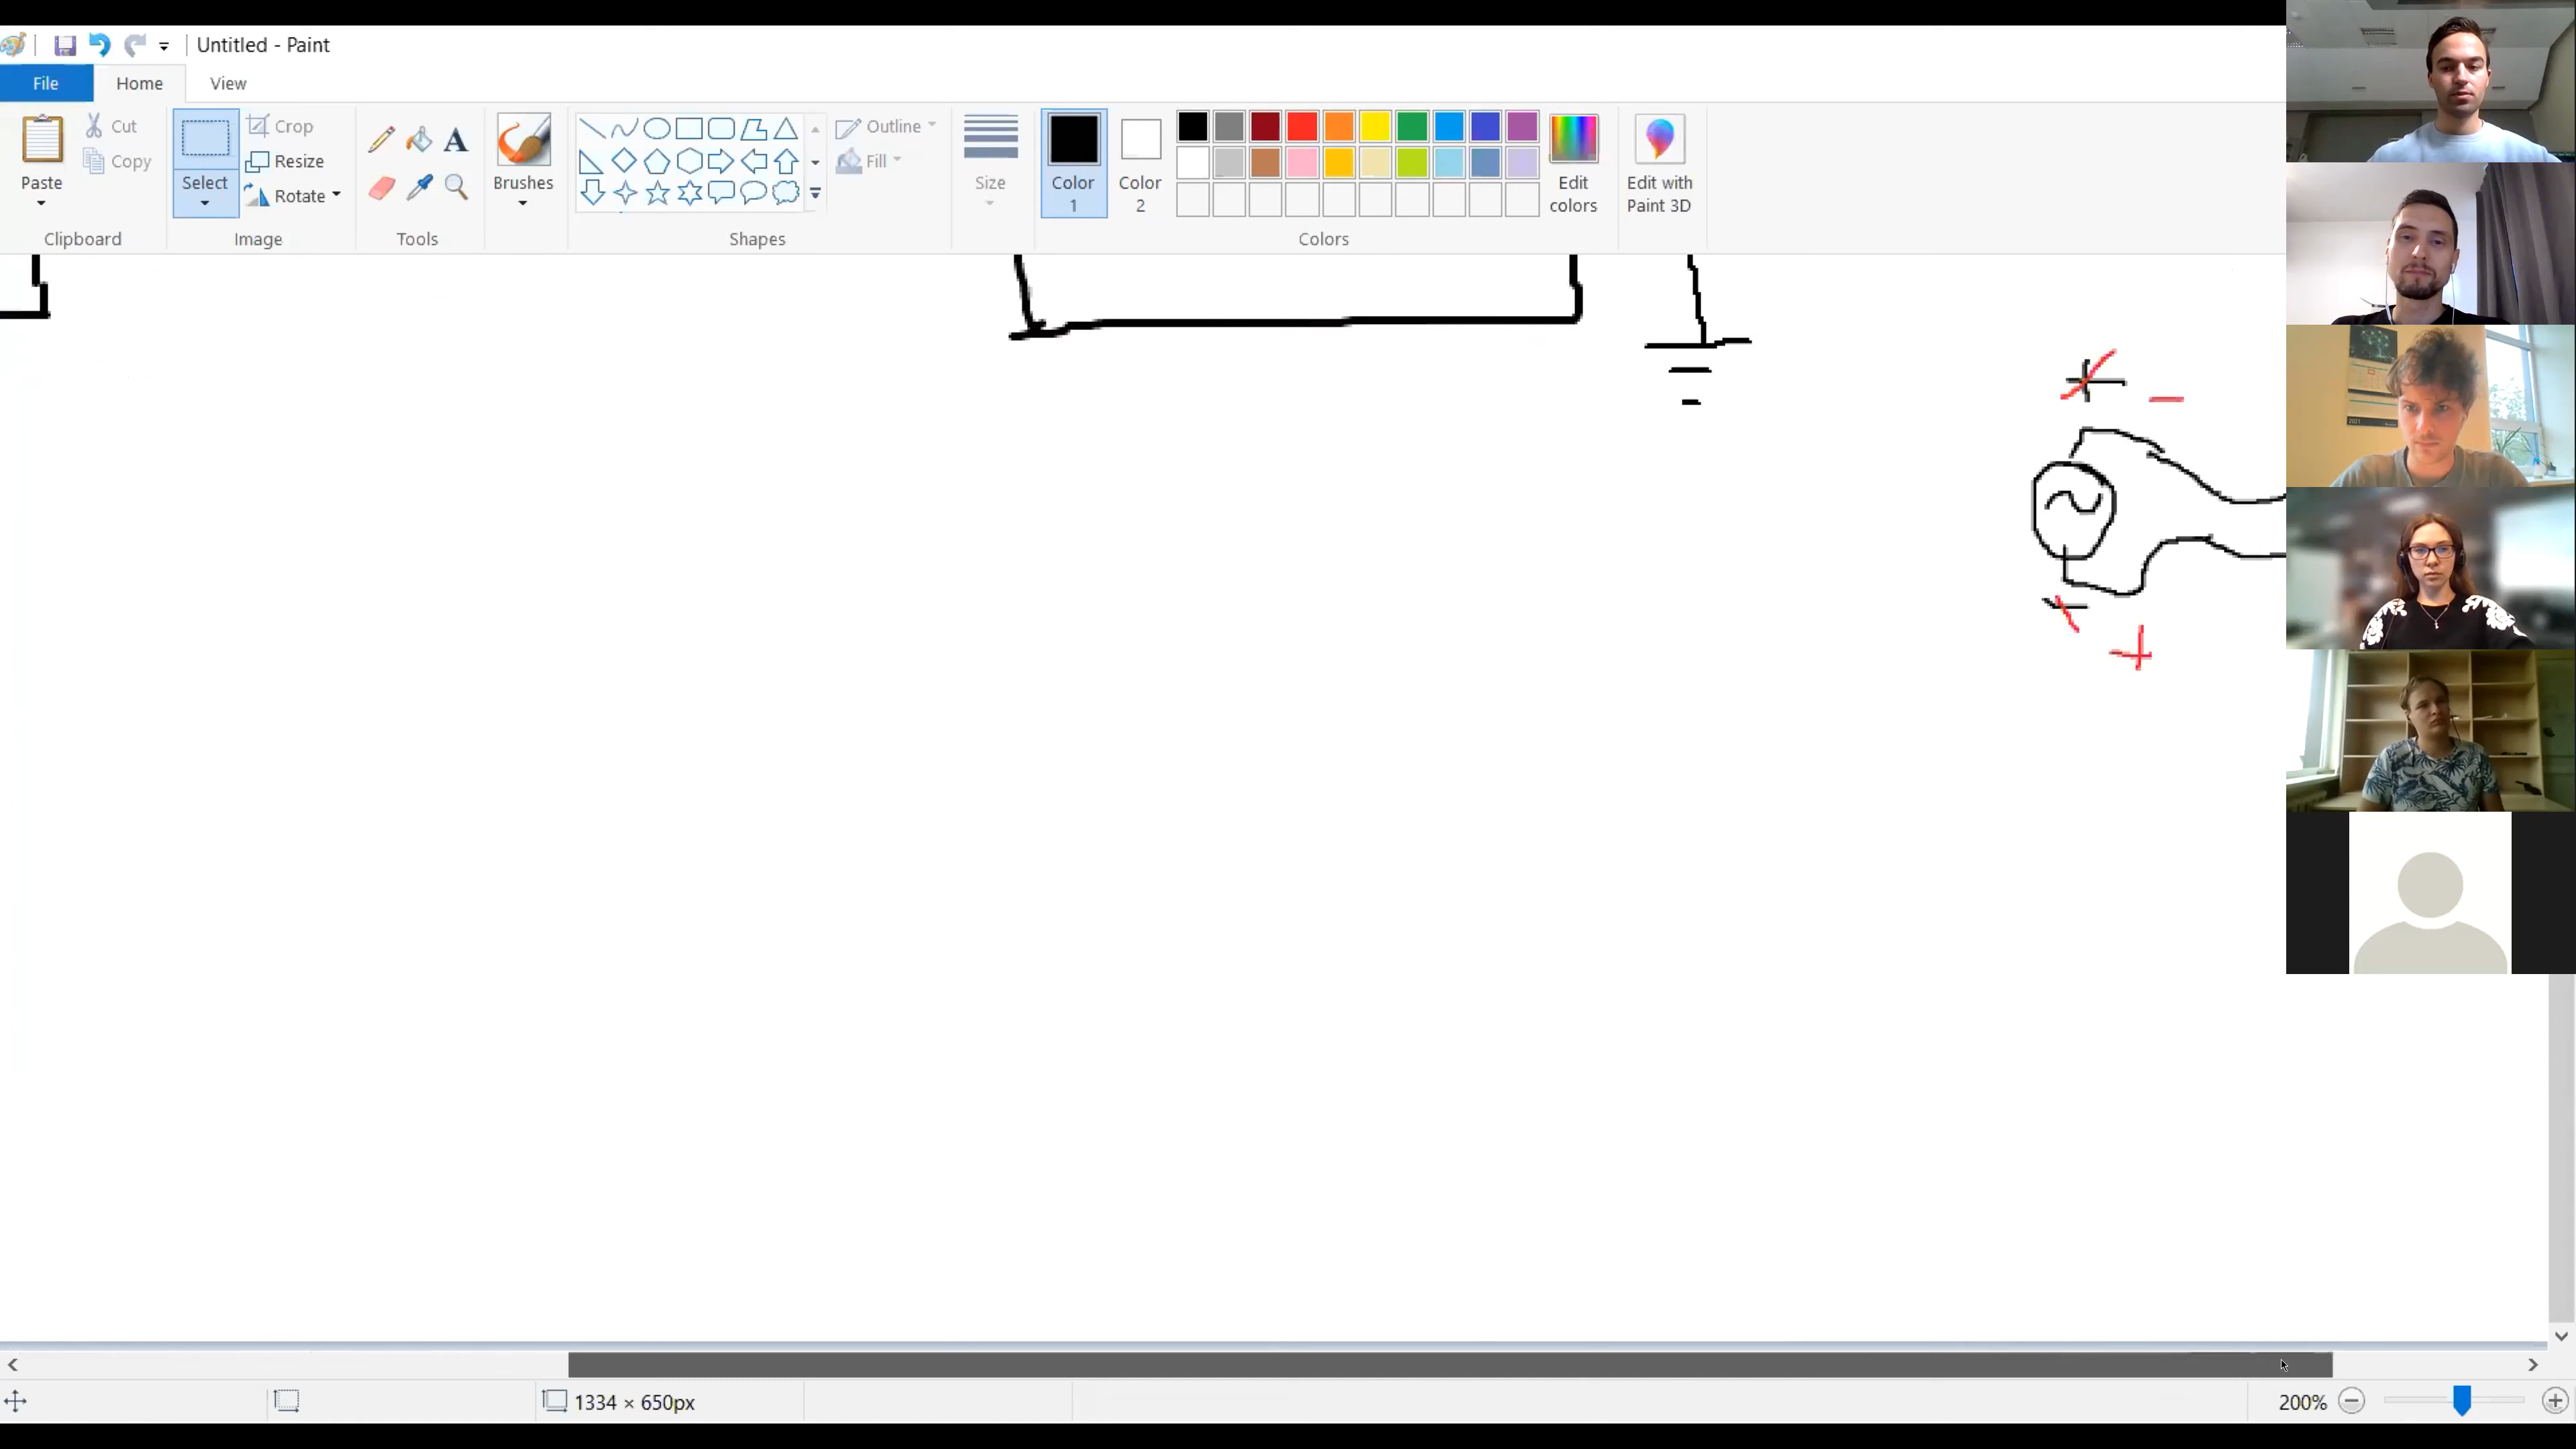 Untitled - Paint
File Home View
Paste
Cut
Copy
Clipboard
Select
Crop
Resize
Rotate
Image
A
Tools
Brushes
Shapes
Outline
Fill
Size
Color 1
Color 2
Edit colors
Edit with Paint 3D
Colors
+ −
− +
1334 × 650px
200%